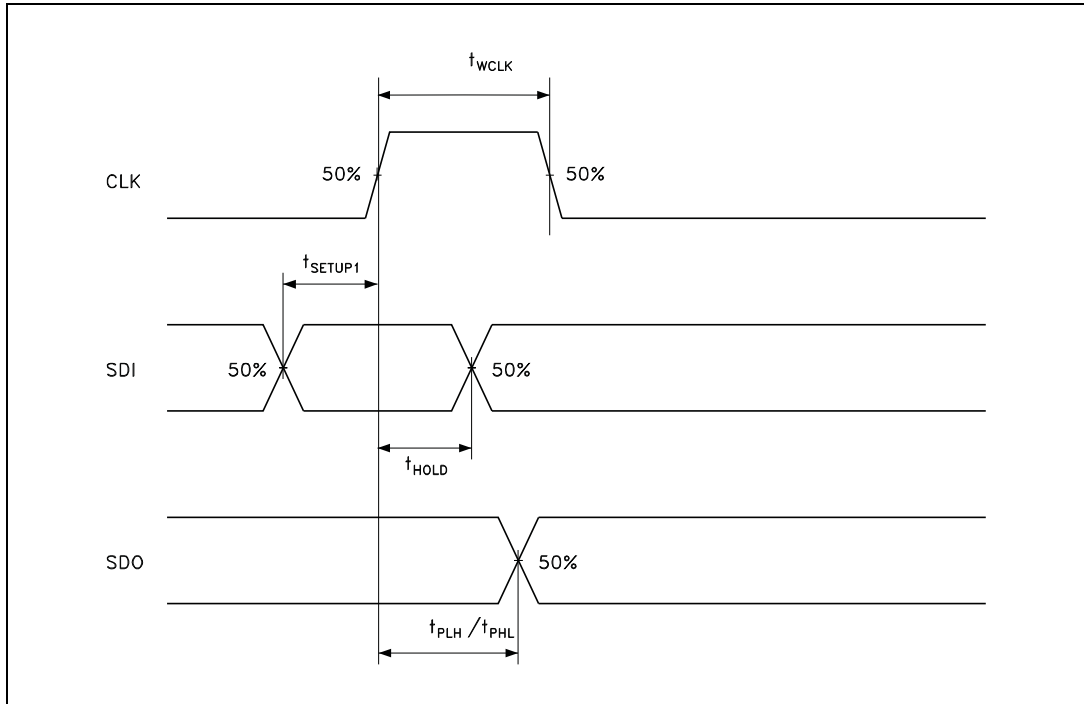 tWCLK
50%
50%
CLK
tSETUP1
50%
50%
SDI
tHOLD
50%
SDO
tPLH / tPHL